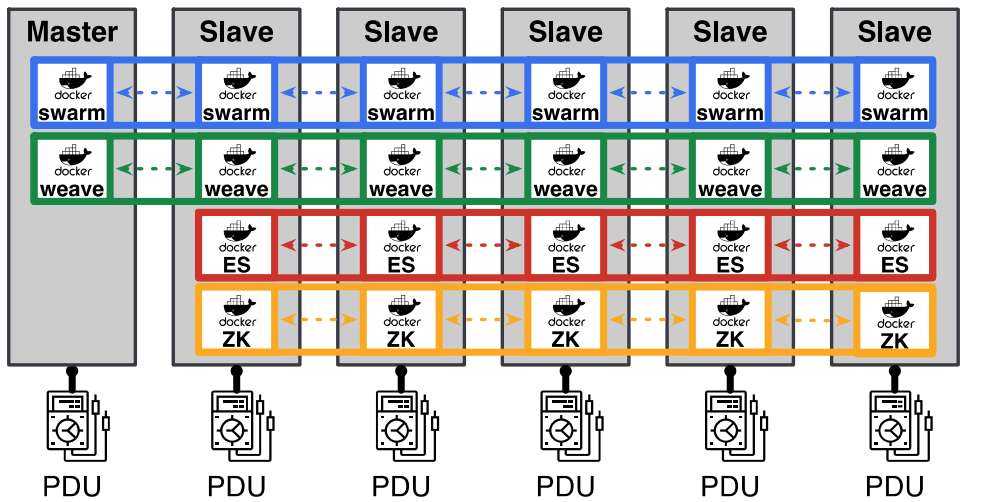 Master Slave Slave Slave Slave Slave
docker docker docker docker docker docker
swarm swarm swarm swarm swarm swarm
docker docker docker docker docker docker
weave weave weave weave weave weave
docker docker docker docker docker
ES ES ES ES ES
docker docker docker docker docker
ZK ZK ZK ZK ZK
PDU PDU PDU PDU PDU PDU